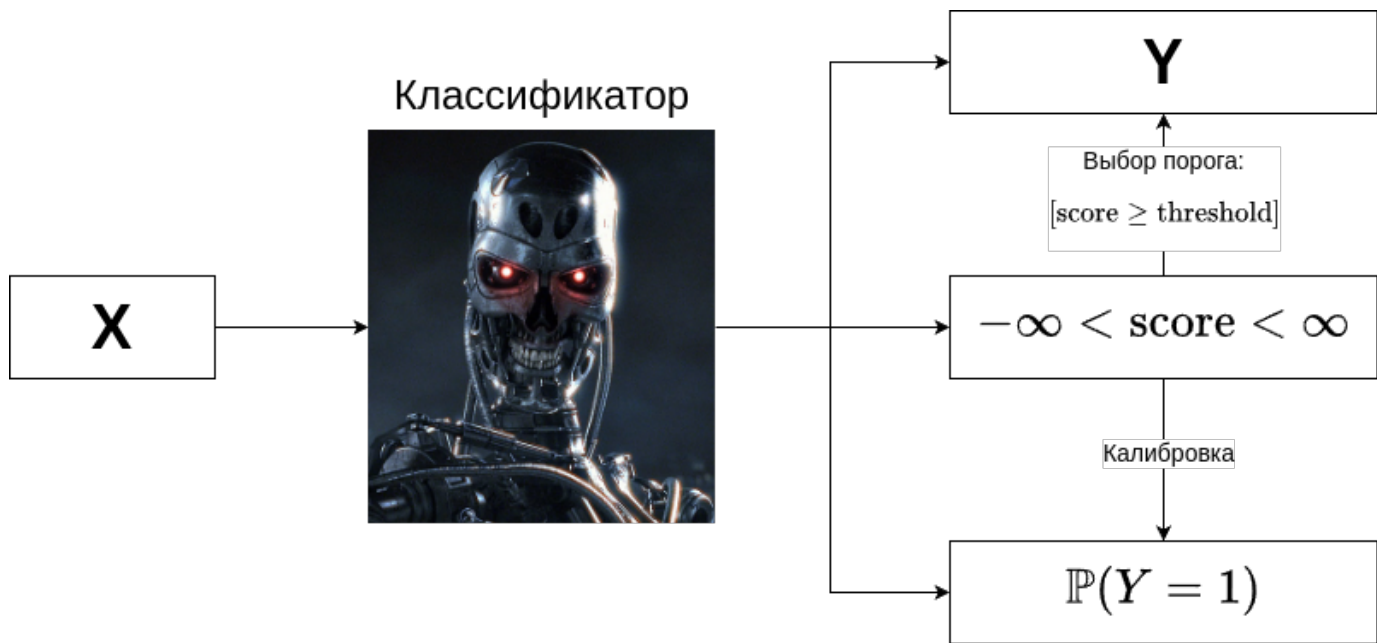 Классификатор
X
Y
Выбор порога:
[score ≥ threshold]
−∞ < score < ∞
Калибровка
ℙ(Y = 1)